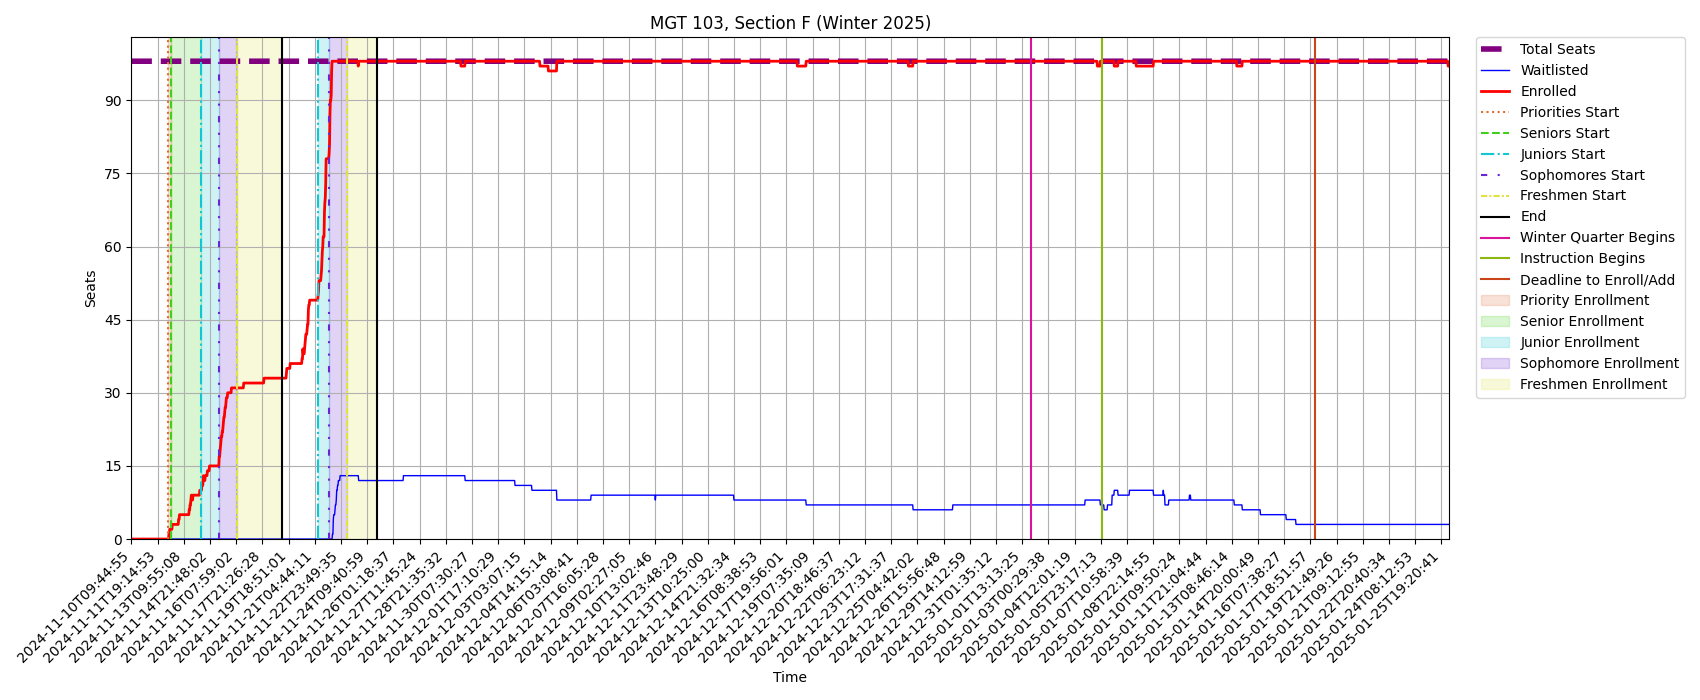 MGT 103, Section F (Winter 2025)
Seats
90
75
60
45
30
15
0
2024-11-10T09:44:55
2024-11-11T19:14:53
2024-11-13T09:55:08
2024-11-14T21:48:02
2024-11-16T07:59:02
2024-11-17T21:26:28
2024-11-19T18:51:01
2024-11-21T04:44:11
2024-11-22T23:49:35
2024-11-24T09:40:59
2024-11-26T01:18:37
2024-11-27T11:45:24
2024-11-28T21:35:32
2024-11-30T07:30:27
2024-12-01T17:10:29
2024-12-03T03:07:15
2024-12-04T14:15:14
2024-12-06T03:08:41
2024-12-07T16:05:28
2024-12-09T02:27:05
2024-12-10T13:02:46
2024-12-11T23:48:29
2024-12-13T10:25:00
2024-12-14T21:32:34
2024-12-16T08:38:53
2024-12-17T19:56:01
2024-12-19T07:35:09
2024-12-20T18:46:37
2024-12-22T06:23:12
2024-12-23T17:31:37
2024-12-25T04:42:02
2024-12-26T15:56:48
2024-12-29T14:12:59
2024-12-31T01:35:12
2025-01-01T13:13:25
2025-01-03T00:29:38
2025-01-04T12:01:19
2025-01-05T23:17:13
2025-01-07T10:58:39
2025-01-08T22:14:55
2025-01-10T09:50:24
2025-01-11T21:04:44
2025-01-13T08:46:14
2025-01-14T20:00:49
2025-01-16T07:38:27
2025-01-17T18:51:57
2025-01-19T21:49:26
2025-01-21T09:12:55
2025-01-22T20:40:34
2025-01-24T08:12:53
2025-01-25T19:20:41
Time
Total Seats
Waitlisted
Enrolled
Priorities Start
Seniors Start
Juniors Start
Sophomores Start
Freshmen Start
End
Winter Quarter Begins
Instruction Begins
Deadline to Enroll/Add
Priority Enrollment
Senior Enrollment
Junior Enrollment
Sophomore Enrollment
Freshmen Enrollment